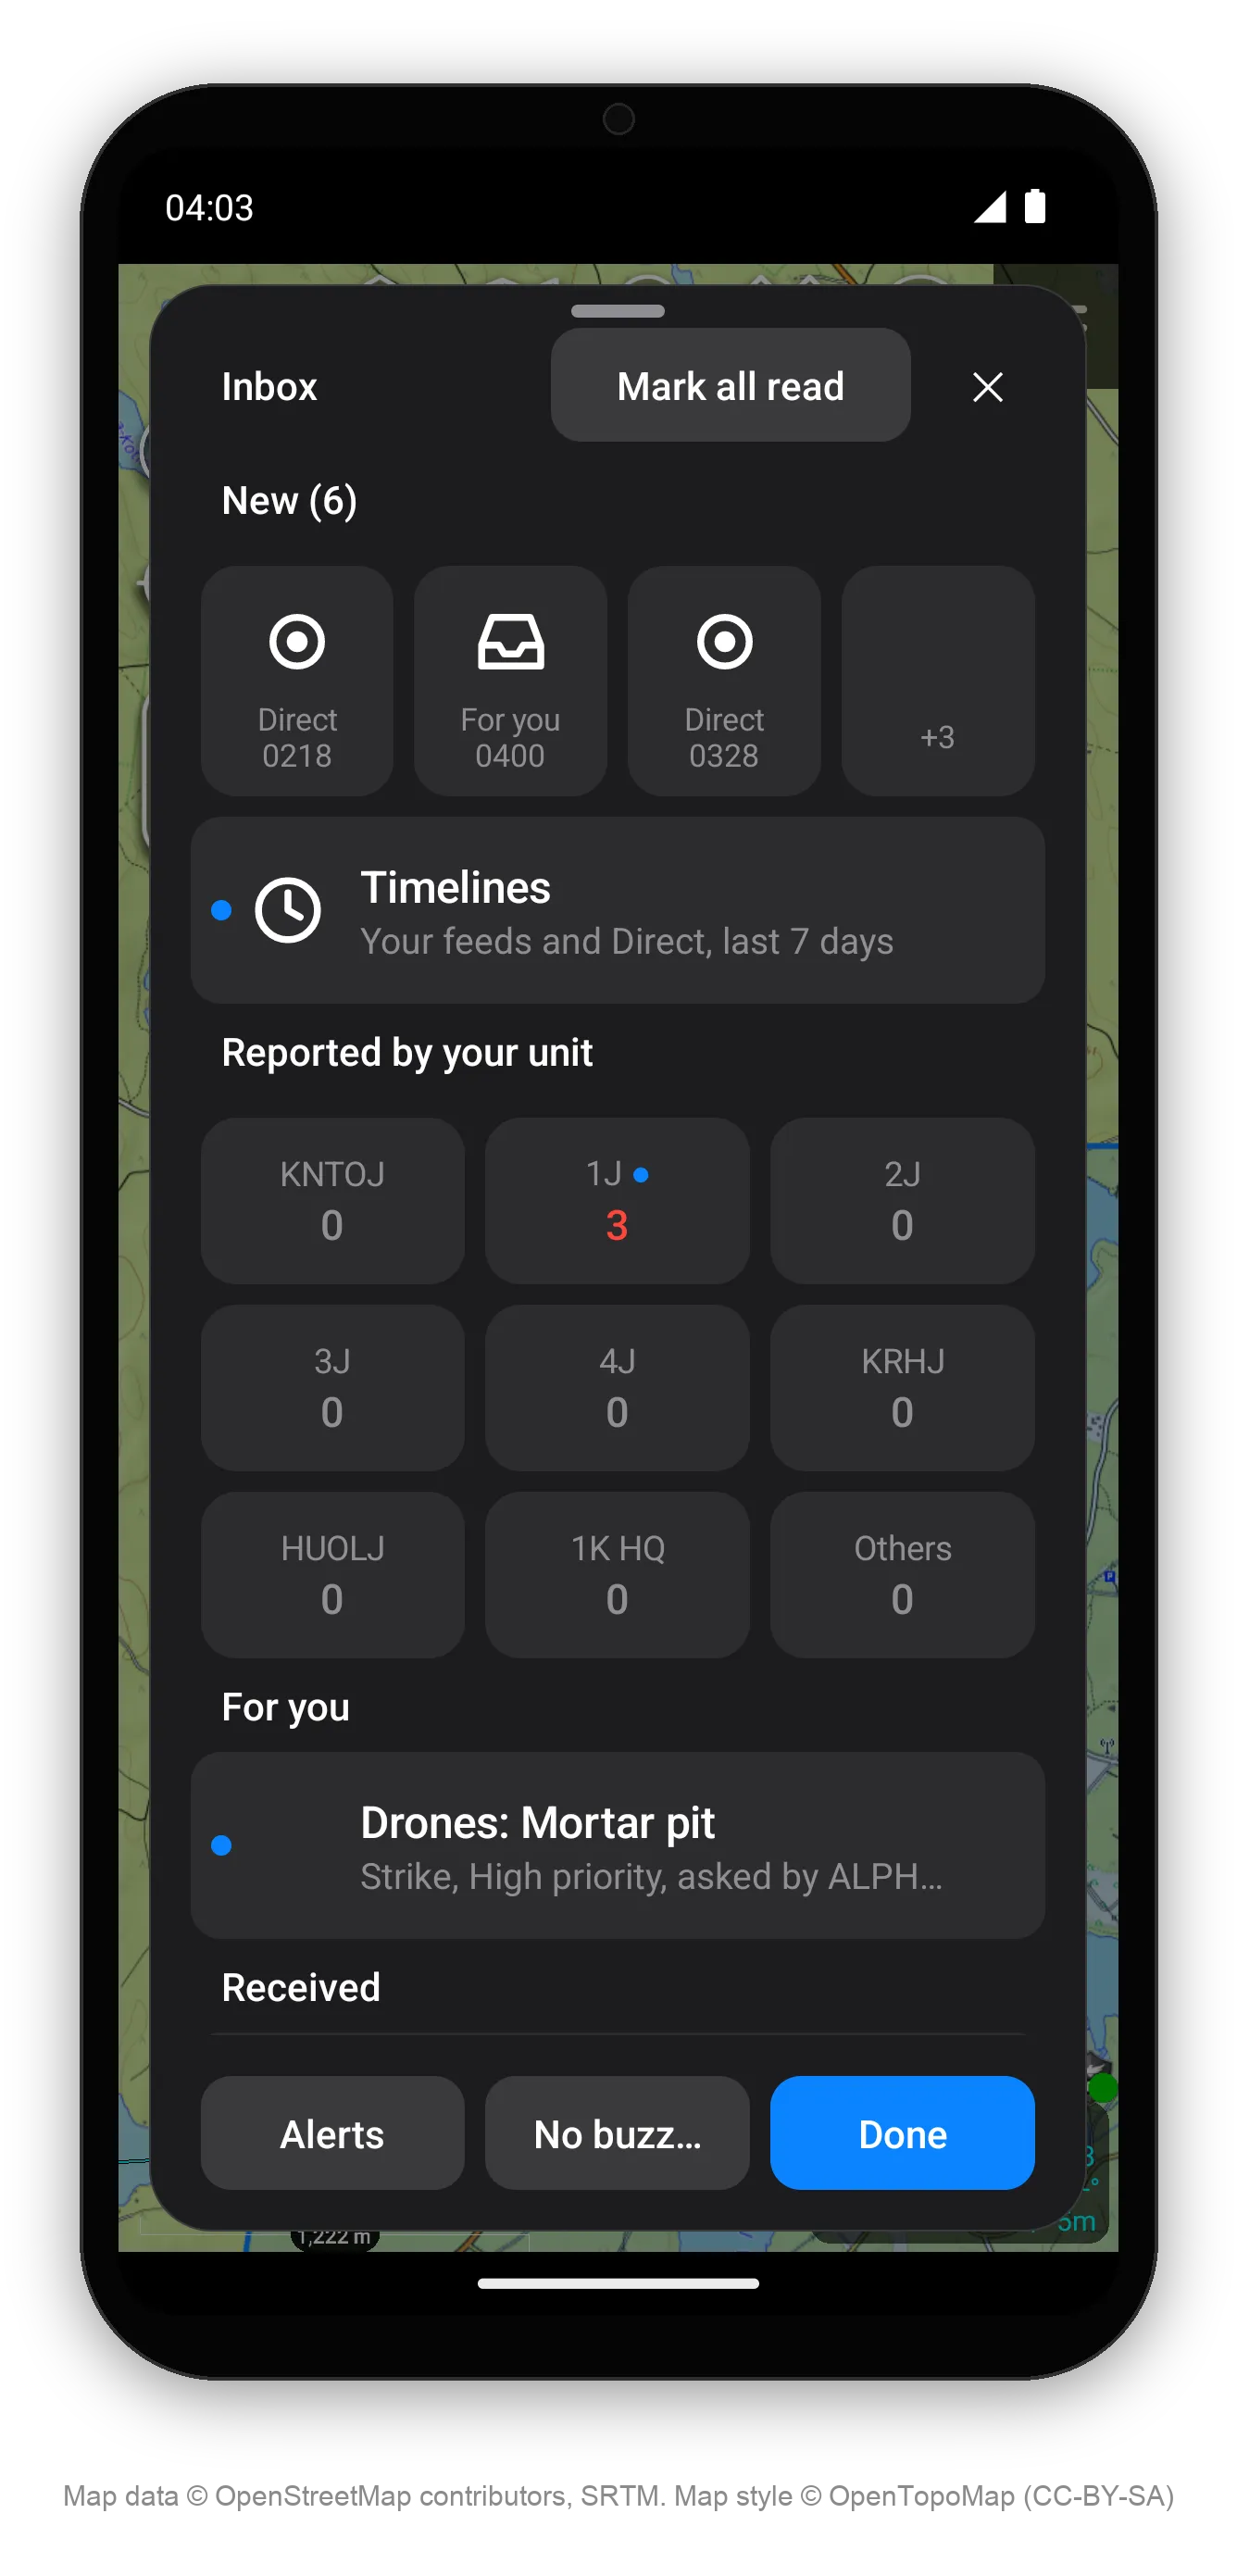 04:03
Inbox
Mark all read
New (6)
Direct
0218
For you
0400
Direct
0328
+3
Timelines
Your feeds and Direct, last 7 days
Reported by your unit
KNTOJ
0
1J
3
2J
0
3J
0
4J
0
KRHJ
0
HUOLJ
0
1K HQ
0
Others
0
For you
Drones: Mortar pit
Strike, High priority, asked by ALPH…
Received
Alerts
No buzz…
Done
1,222 m
5m
Map data © OpenStreetMap contributors, SRTM. Map style © OpenTopoMap (CC-BY-SA)